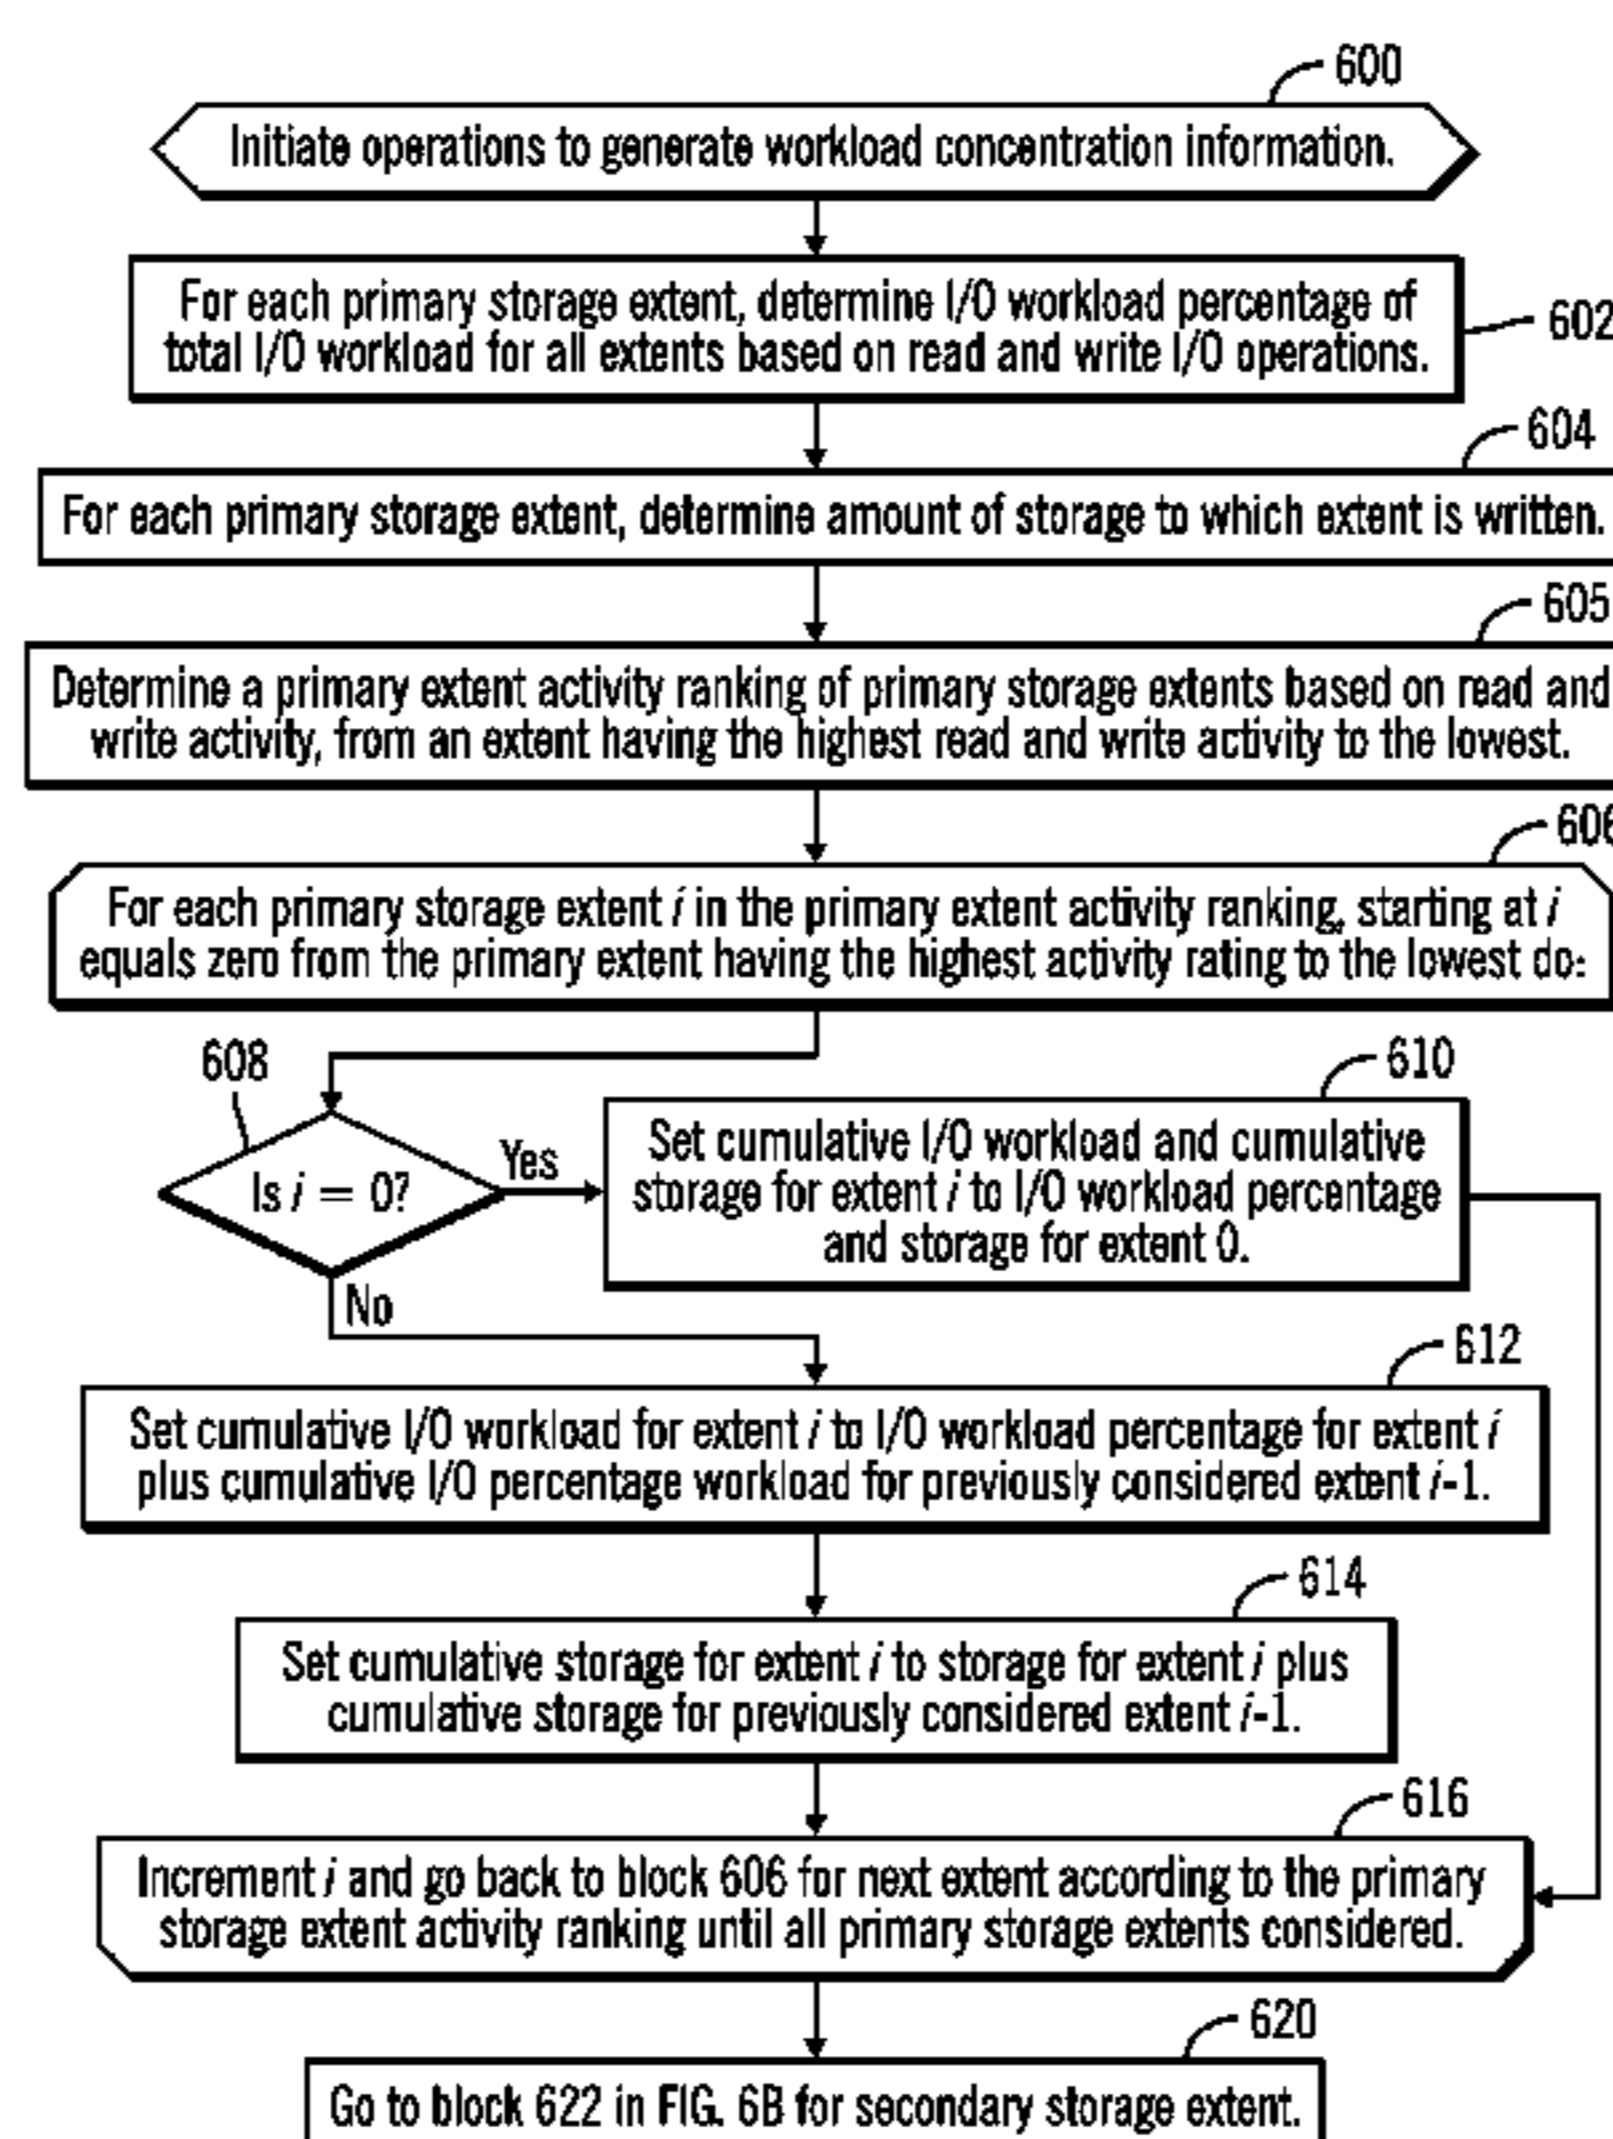 600
Initiate operations to generate workload concentration information.
For each primary storage extent, determine I/O workload percentage of
total I/O workload for all extents based on read and write I/O operations.
602
604
For each primary storage extent, determine amount of storage to which extent is written.
605
Determine a primary extent activity ranking of primary storage extents based on read and
write activity, from an extent having the highest read and write activity to the lowest.
606
For each primary storage extent i in the primary extent activity ranking, starting at i
equals zero from the primary extent having the highest activity rating to the lowest do:
608
Is i = 0?
Yes
No
610
Set cumulative I/O workload and cumulative
storage for extent i to I/O workload percentage
and storage for extent 0.
612
Set cumulative I/O workload for extent i to I/O workload percentage for extent i
plus cumulative I/O percentage workload for previously considered extent i-1.
614
Set cumulative storage for extent i to storage for extent i plus
cumulative storage for previously considered extent i-1.
616
Increment i and go back to block 606 for next extent according to the primary
storage extent activity ranking until all primary storage extents considered.
620
Go to block 622 in FIG. 6B for secondary storage extent.